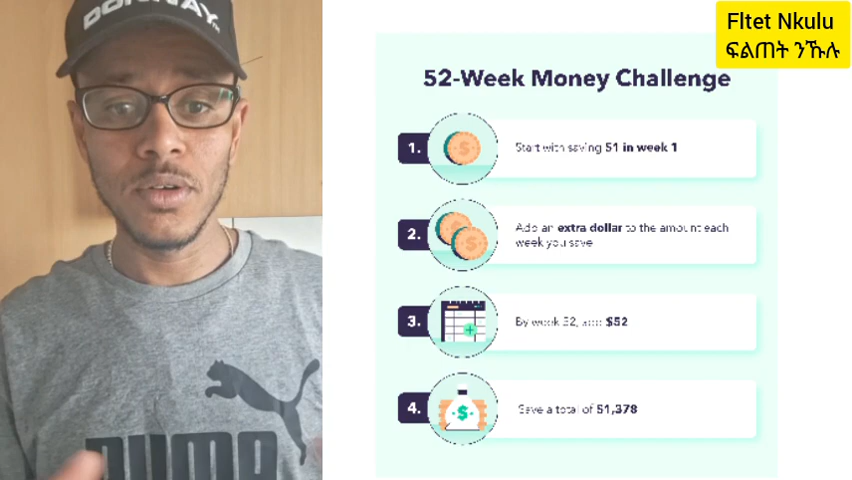 DONNAY
PUMA
Fltet Nkulu
ፍልጠት ንኹሉ
52-Week Money Challenge
1.
Start with saving $1 in week 1
2.
Add an extra dollar to the amount each
week you save
3.
By week 52, $52
4.
Save a total of $1,378